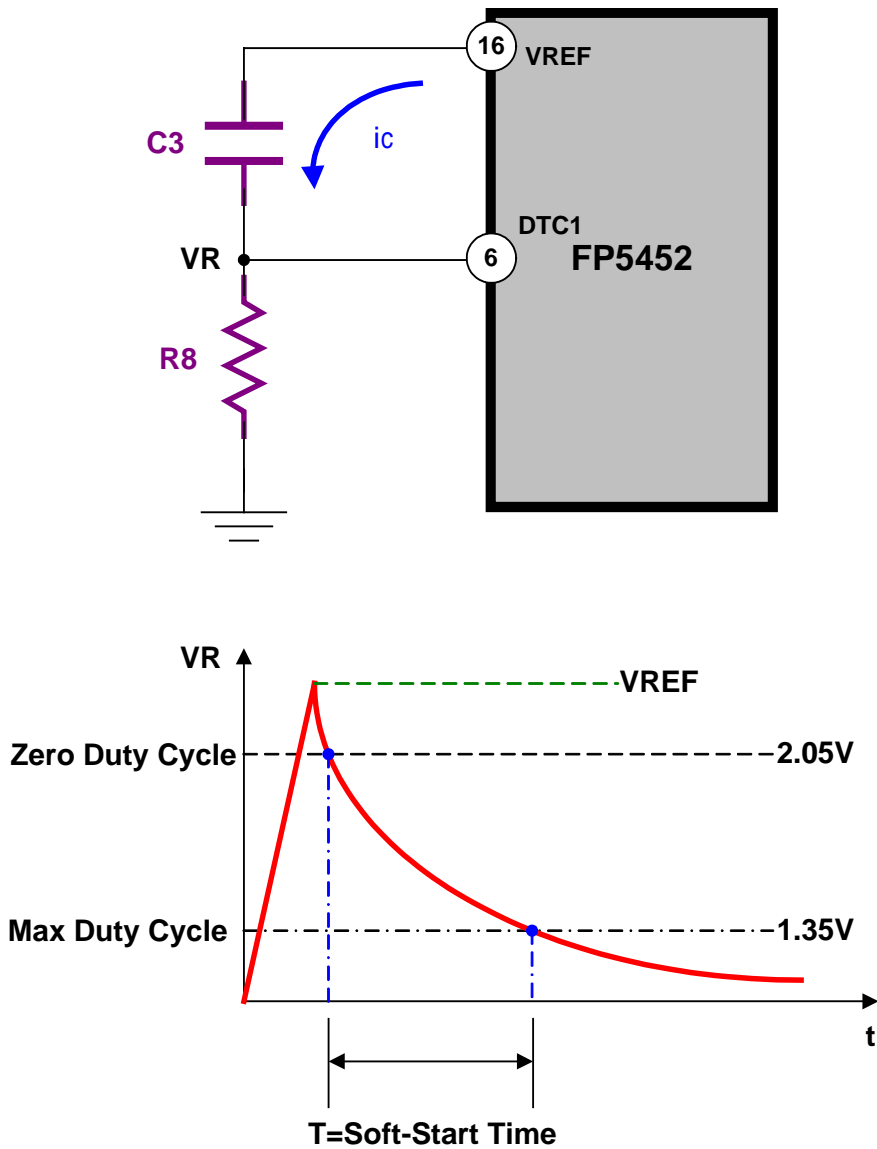 16
VREF
C3
ic
DTC1
VR
6
FP5452
R8
VR
VREF
Zero Duty Cycle
2.05V
Max Duty Cycle
1.35V
t
T=Soft-Start Time